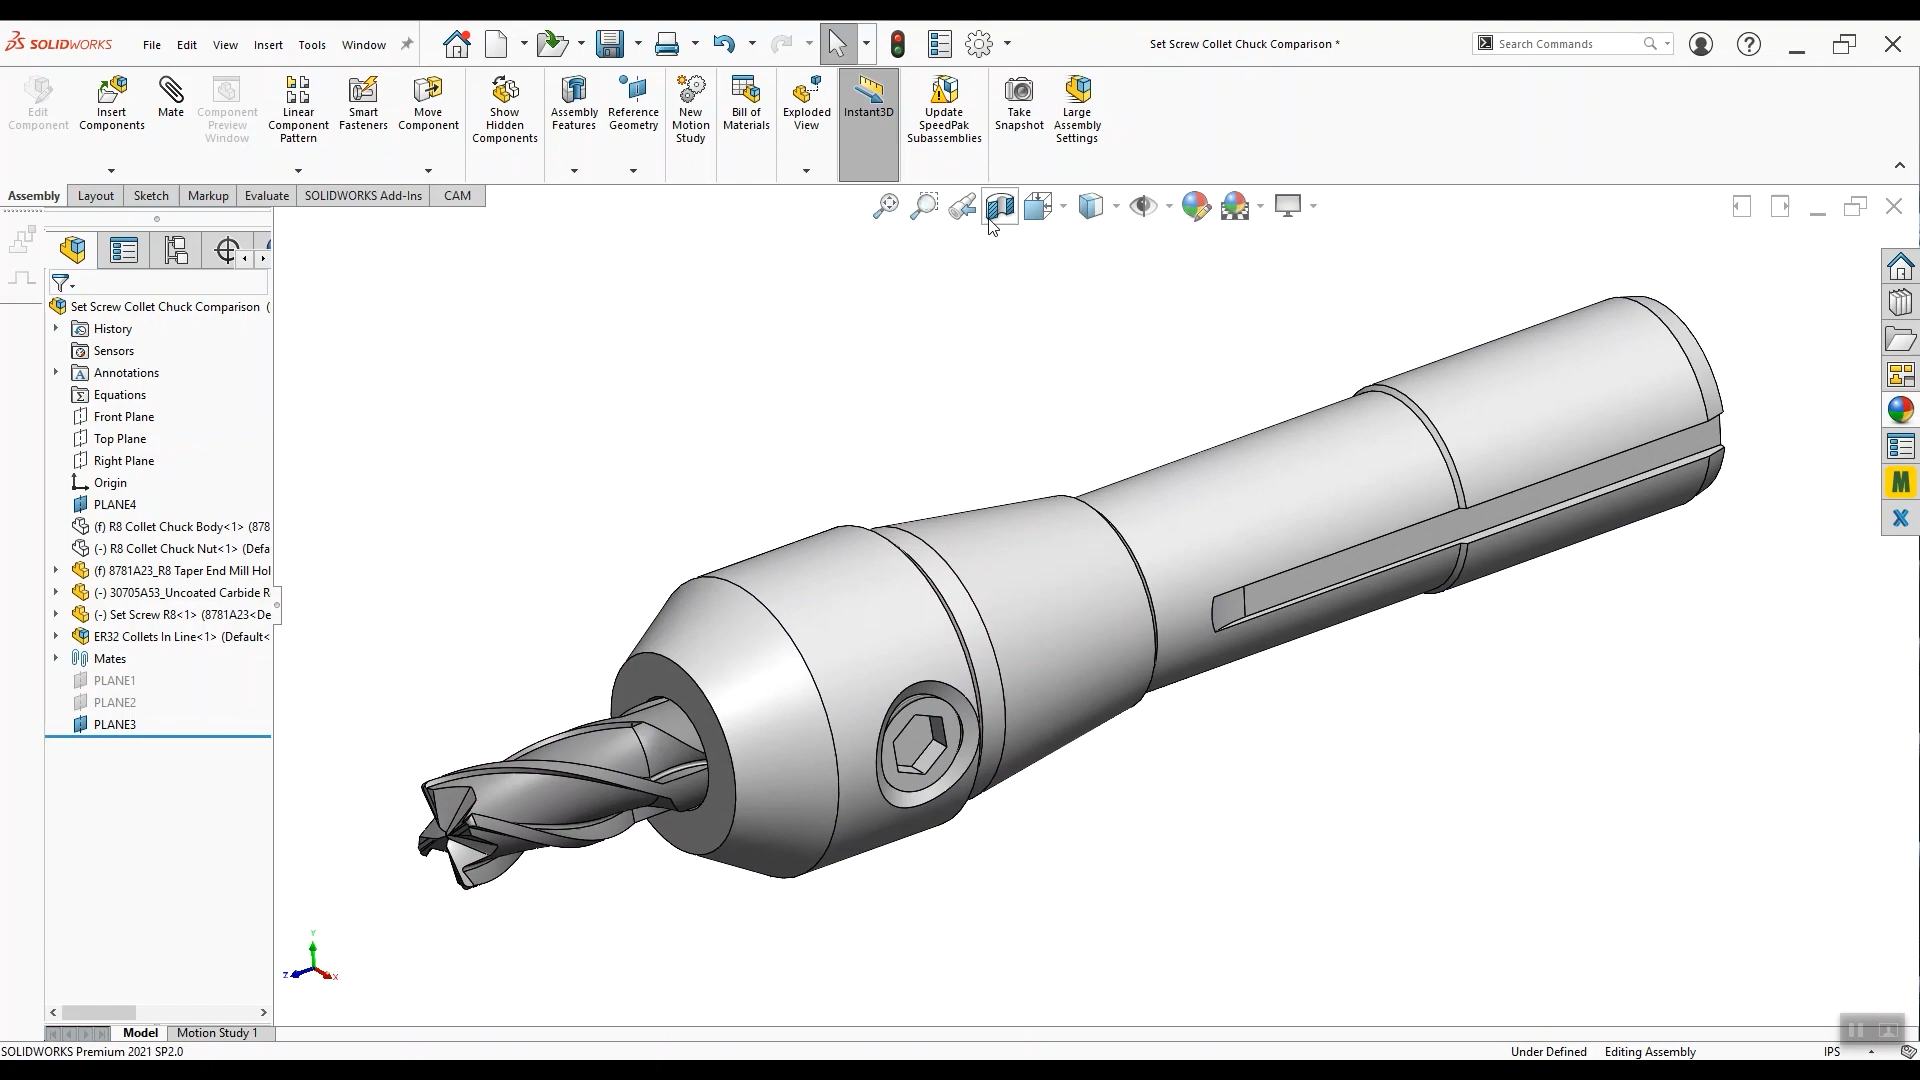 SOLIDWORKS File Edit View Insert Tools Window Set Screw Collet Chuck Comparison * Search Commands
Edit Component
Insert Components
Mate
Component Preview Window
Linear Component Pattern
Smart Fasteners
Move Component
Show Hidden Components
Assembly Features
Reference Geometry
New Motion Study
Bill of Materials
Exploded View
Instant3D
Update SpeedPak Subassemblies
Take Snapshot
Large Assembly Settings
Assembly Layout Sketch Markup Evaluate SOLIDWORKS Add-Ins CAM
Set Screw Collet Chuck Comparison (
History
Sensors
Annotations
Equations
Front Plane
Top Plane
Right Plane
Origin
PLANE4
(f) R8 Collet Chuck Body<1> (878
(-) R8 Collet Chuck Nut<1> (Defa
(f) 8781A23_R8 Taper End Mill Hol
(-) 30705A53_Uncoated Carbide R
(-) Set Screw R8<1> (8781A23<De
ER32 Collets In Line<1> (Default<
Mates
PLANE1
PLANE2
PLANE3
Y
Z
X
M
Model Motion Study 1
SOLIDWORKS Premium 2021 SP2.0 Under Defined Editing Assembly IPS